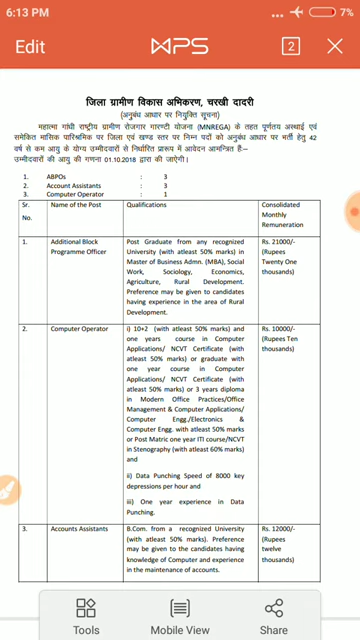 6:13 PM
... 7%
Edit
WPS
2
जिला ग्रामीण विकास अभिकरण, चरखी दादरी
(अनुबंध आधार पर नियुक्ति सूचना)
महात्मा गांधी राष्ट्रीय ग्रामीण रोजगार गारण्टी योजना (MNREGA) के तहत पूर्णतय अस्थाई एवं
समेकित मासिक पारिश्रमिक पर जिला एवं खण्ड स्तर पर निम्न पदों को अनुबंध आधार पर भर्ती हेतु 42
वर्ष से कम आयु के योग्य उम्मीदवारों से निर्धारित प्रारूप में आवेदन आमन्त्रित हैः–
उम्मीदवारों की आयु की गणना 01.10.2018 द्वारा की जाऐगी।
1. ABPOs : 3
2. Account Assistants : 3
3. Computer Operator : 1
Sr. No. Name of the Post Qualifications Consolidated Monthly Remuneration
1. Additional Block Post Graduate from any recognized Rs. 21000/-
Programme Officer University (with atleast 50% marks) in (Rupees
Master of Business Admn. (MBA), Social Twenty One
Work, Sociology, Economics, thousands)
Agriculture, Rural Development.
Preference may be given to candidates
having experience in the area of Rural
Development.
2. Computer Operator i) 10+2 (with atleast 50% marks) and Rs. 10000/-
one years course in Computer (Rupees Ten
Applications/ NCVT Certificate (with thousands)
atleast 50% marks) or graduate with
one year course in Computer
Applications/ NCVT Certificate (with
atleast 50% marks) or 3 years diploma
in Modern Office Practices/Office
Management & Computer Applications/
Computer Engg./Electronics &
Computer Engg. with atleast 50% marks
or Post Matric one year ITI course/NCVT
in Stenography (with atleast 60% marks)
and
ii) Data Punching Speed of 8000 key
depressions per hour and
iii) One year experience in Data
Punching.
3. Accounts Assistants B.Com. from a recognized University Rs. 12000/-
(with atleast 50% marks). Preference (Rupees
may be given to the candidates having twelve
knowledge of Computer and experience thousands)
in the maintenance of accounts.
Tools Mobile View Share